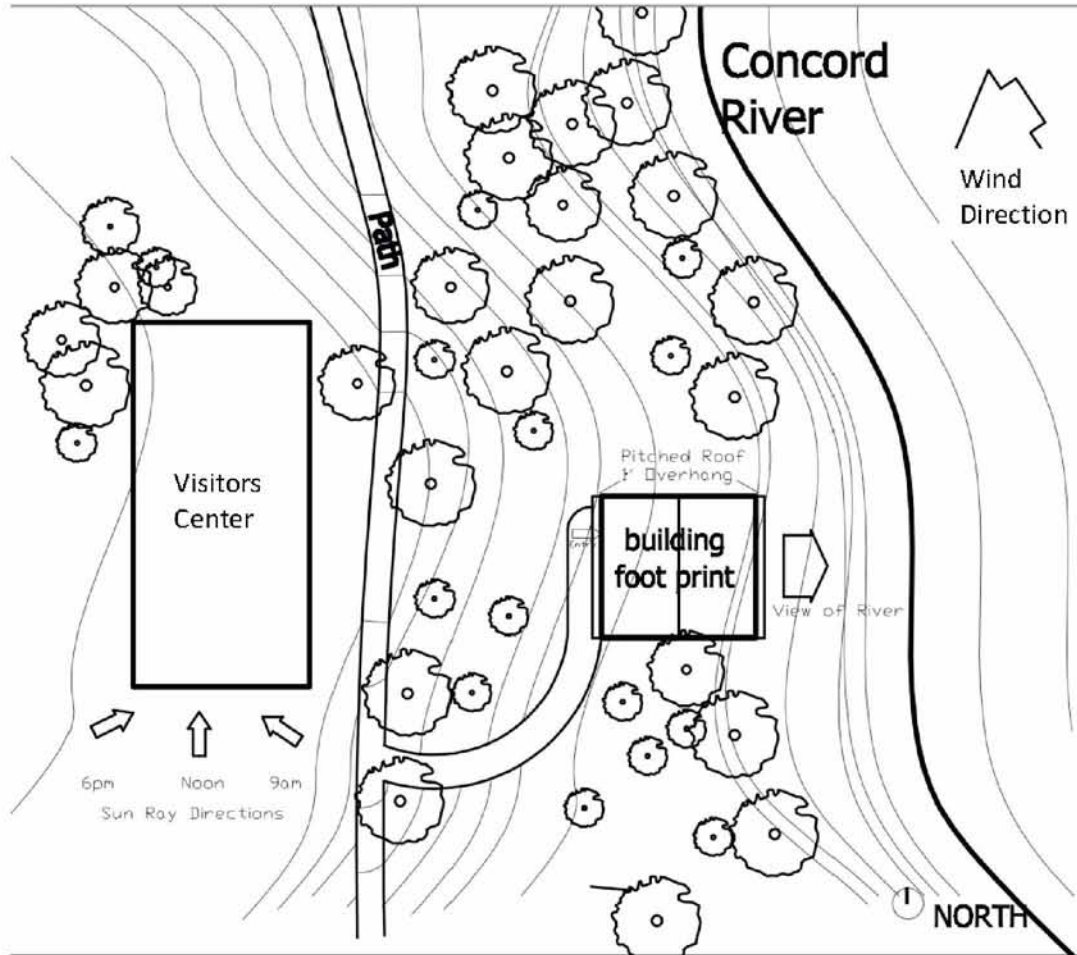 Concord
River
Wind
Direction
Path
Visitors
Center
Pitched Roof
1' Overhang
Entry
building
foot print
View of River
6pm Noon 9am
Sun Ray Directions
NORTH